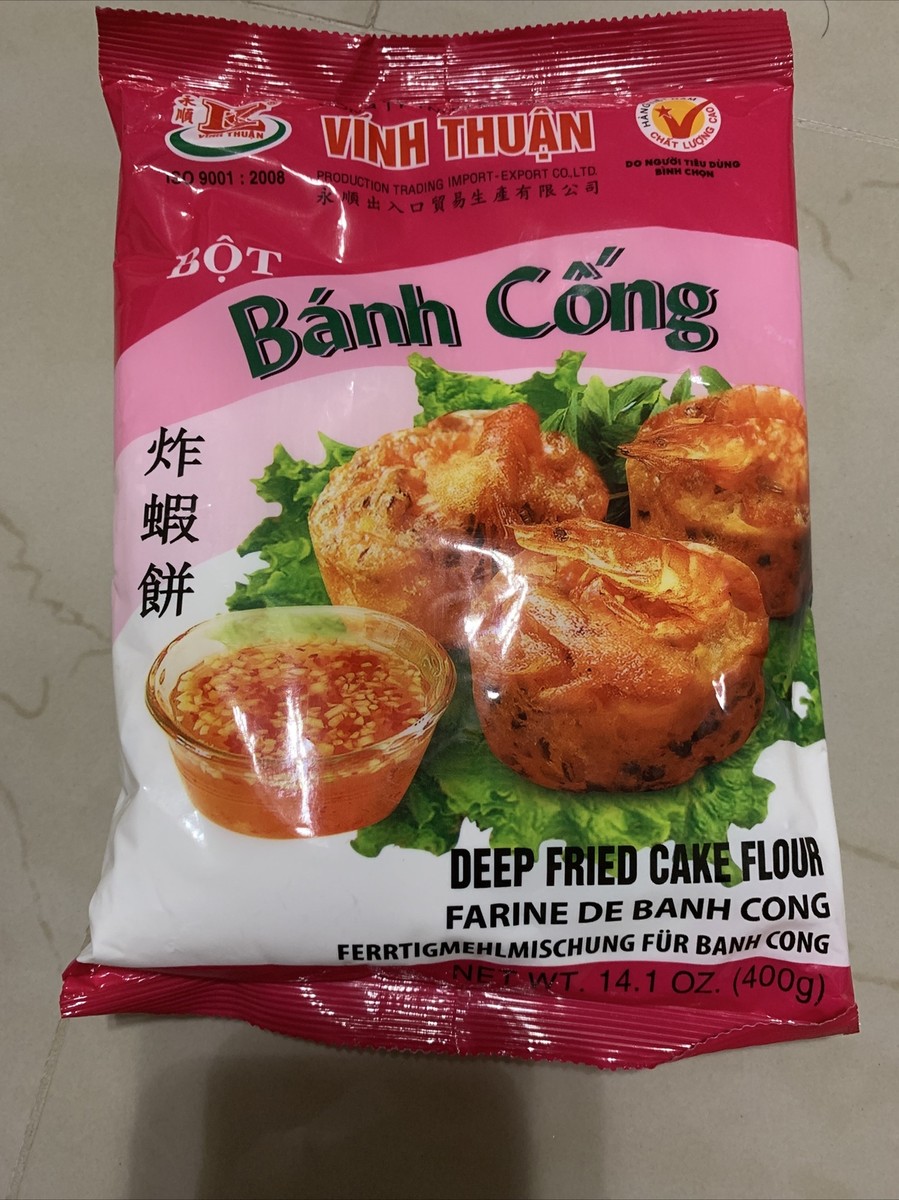 永順
VĨNH THUẬN
ISO 9001 : 2008
VĨNH THUẬN
PRODUCTION TRADING IMPORT-EXPORT CO.,LTD.
永順出入口貿易生產有限公司
HÀNG
CHẤT LƯỢNG CAO
DO NGƯỜI TIÊU DÙNG
BÌNH CHỌN
BỘT
Bánh Cống
炸蝦餅
DEEP FRIED CAKE FLOUR
FARINE DE BANH CONG
FERRTIGMEHLMISCHUNG FÜR BANH CONG
NET WT. 14.1 OZ. (400g)